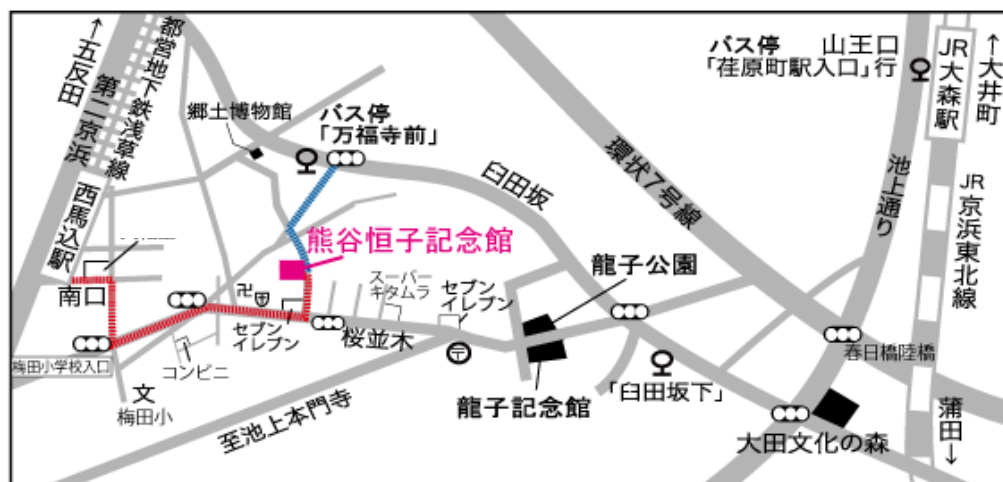 ←五反田
第二京浜
都営地下鉄浅草線
西馬込駅
南口
梅田小学校入口
文
梅田小
コンビニ
卍
セブン
イレブン
郷土博物館
バス停
「万福寺前」
熊谷恒子記念館
スーパー
キタムラ
セブン
イレブン
桜並木
〒
至池上本門寺
臼田坂
龍子公園
龍子記念館
「臼田坂下」
環状7号線
バス停 山王口
「荏原町駅入口」行
池上通り
JR大森駅
←大井町
JR京浜東北線
春日橋陸橋
大田文化の森
蒲田→